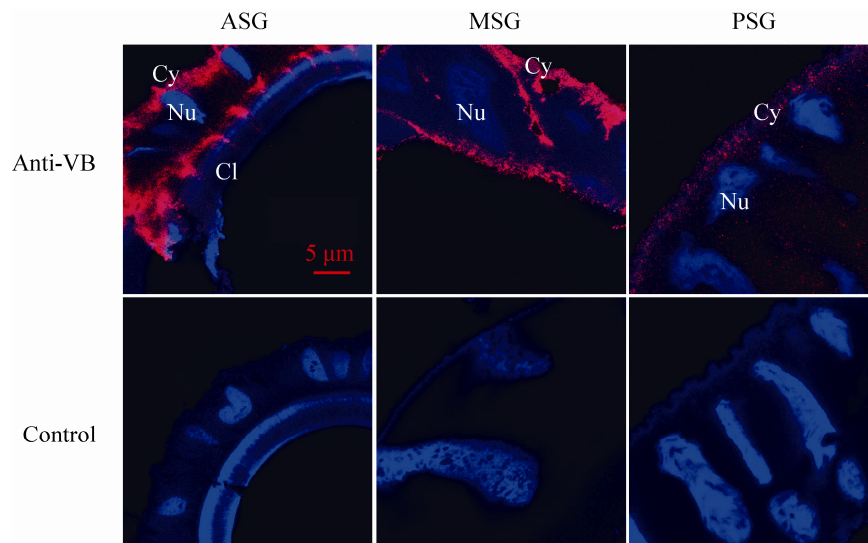 ASG MSG PSG
Anti-VB
Cy
Nu
Cl
5 μm
Cy
Nu
Cy
Nu
Control